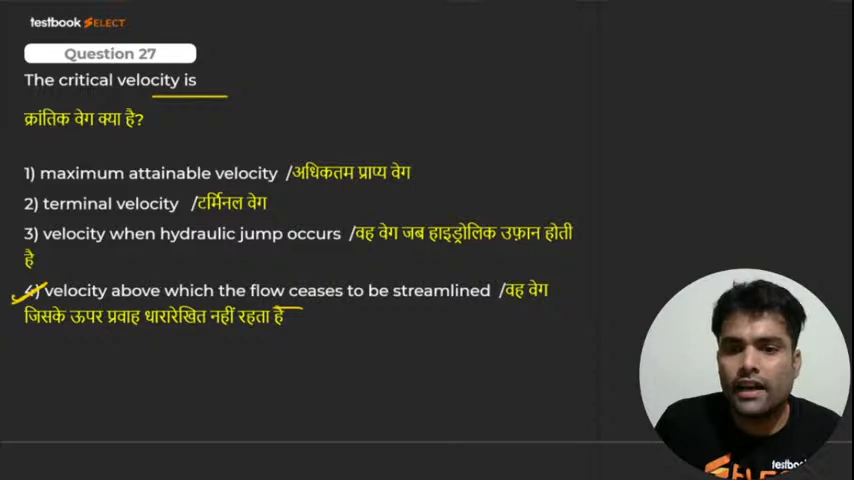 testbook SELECT
Question 27
The critical velocity is
क्रांतिक वेग क्या है?
1) maximum attainable velocity /अधिकतम प्राप्य वेग
2) terminal velocity /टर्मिनल वेग
3) velocity when hydraulic jump occurs /वह वेग जब हाइड्रोलिक उफ़ान होती
है
4) velocity above which the flow ceases to be streamlined /वह वेग
जिसके ऊपर प्रवाह धारारेखित नहीं रहता है